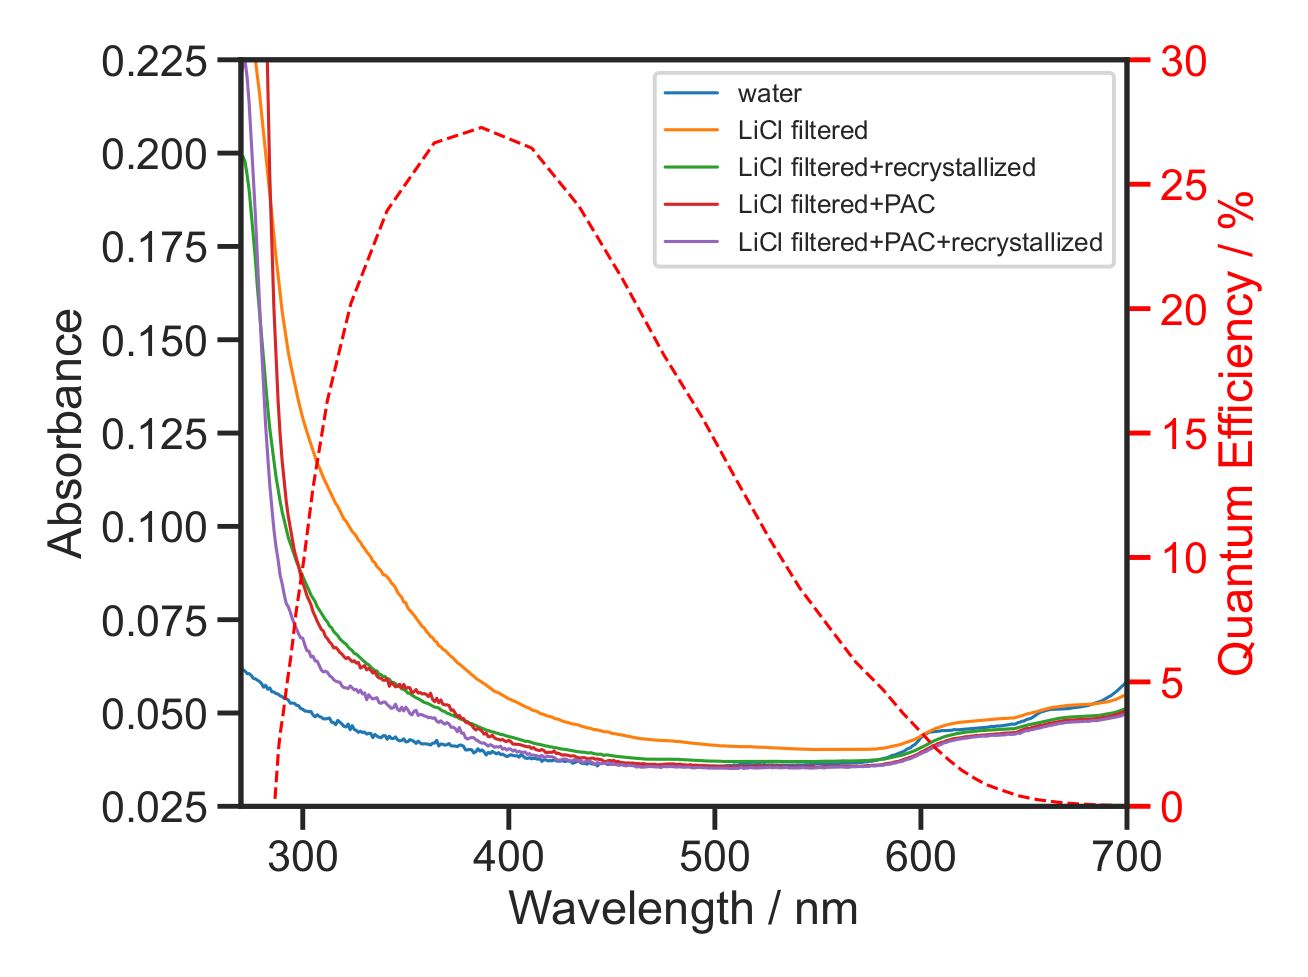 0.225
0.200
0.175
0.150
0.125
0.100
0.075
0.050
0.025
Absorbance
300
400
500
600
700
Wavelength / nm
30
25
20
15
10
5
0
Quantum Efficiency / %
water
LiCl filtered
LiCl filtered+recrystallized
LiCl filtered+PAC
LiCl filtered+PAC+recrystallized